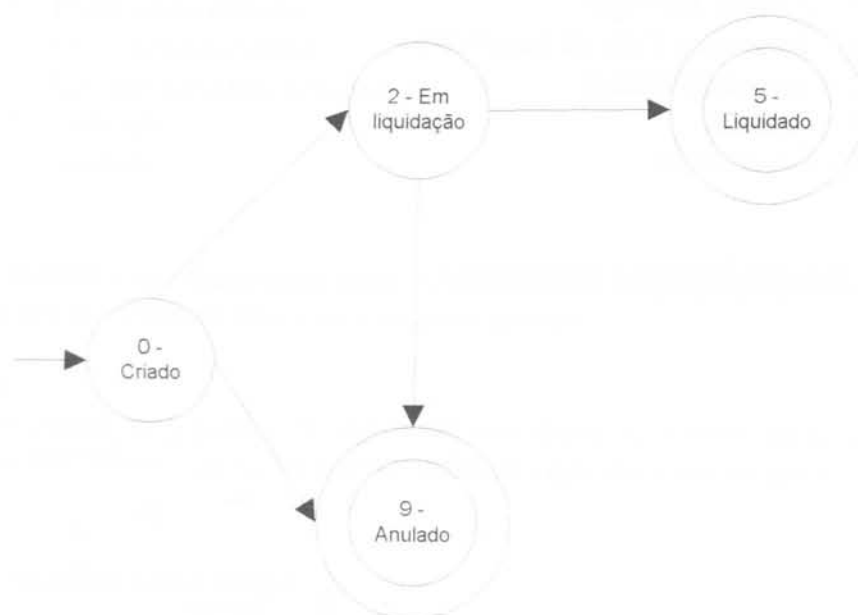 2 - Em
liquidação
5 -
Liquidado
0 -
Criado
9 -
Anulado